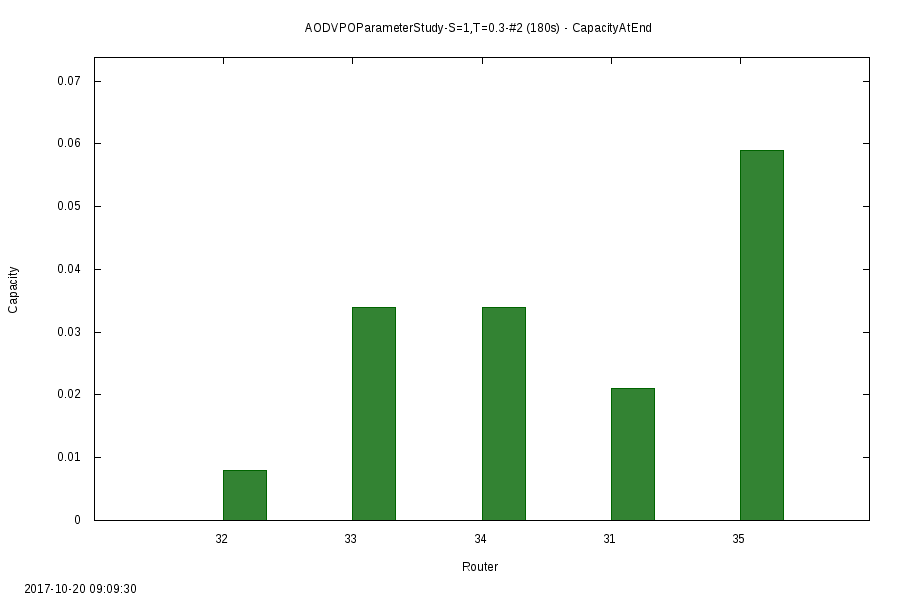 AODVPOParameterStudy-S=1,T=0.3-#2 (180s) - CapacityAtEnd
0.07
0.06
0.05
0.04
0.03
0.02
0.01
0
Capacity
32 33 34 31 35
Router
2017-10-20 09:09:30